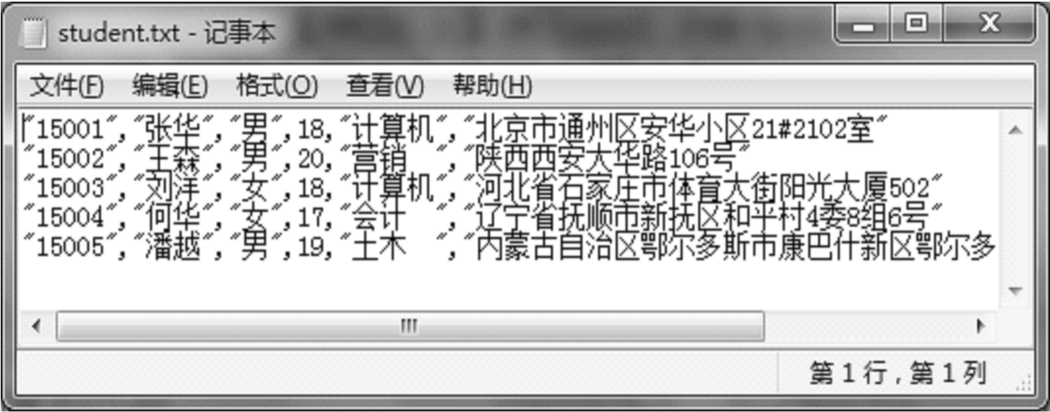 student.txt - 记事本
文件(F) 编辑(E) 格式(O) 查看(V) 帮助(H)
"15001","张华","男",18,"计算机","北京市通州区安华小区21#2102室"
"15002","王森","男",20,"营销  ","陕西西安大华路106号"
"15003","刘洋","女",18,"计算机","河北省石家庄市体育大街阳光大厦502"
"15004","何华","女",17,"会计  ","辽宁省抚顺市新抚区和平村4委8组6号"
"15005","潘越","男",19,"土木  ","内蒙古自治区鄂尔多斯市康巴什新区鄂尔多
第 1 行，第 1 列